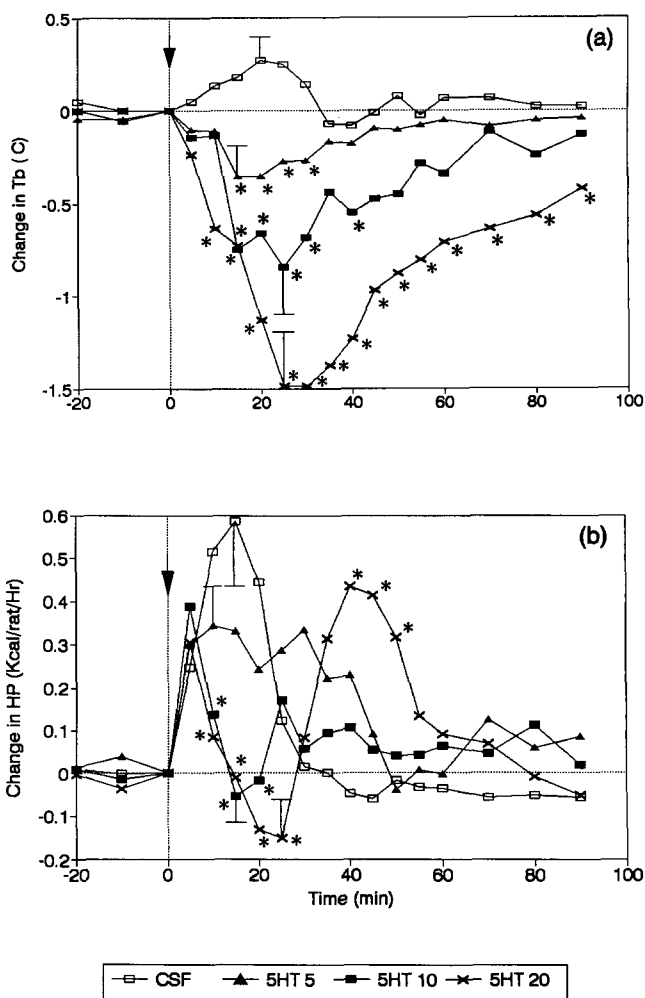 (a)
0.5
0
-0.5
-1
-1.5
Change in Tb ( C)
-20 0 20 40 60 80 100
* * * * * * * * * * * * * * * * * * * * * * *
(b)
0.6
0.5
0.4
0.3
0.2
0.1
0
-0.1
-0.2
Change in HP (Kcal/rat/Hr)
* * * * * * * * * *
-20 0 20 40 60 80 100
Time (min)
CSF 5HT 5 5HT 10 5HT 20